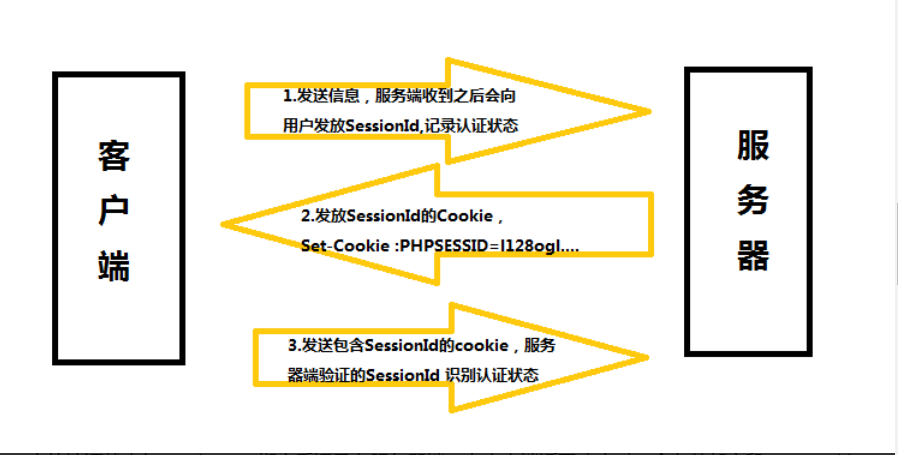 客户端
1.发送信息，服务端收到之后会向
用户发放SessionId,记录认证状态
2.发放SessionId的Cookie，
Set-Cookie :PHPSESSID=l128ogl....
3.发送包含SessionId的cookie，服务
器端验证的SessionId 识别认证状态
服务器